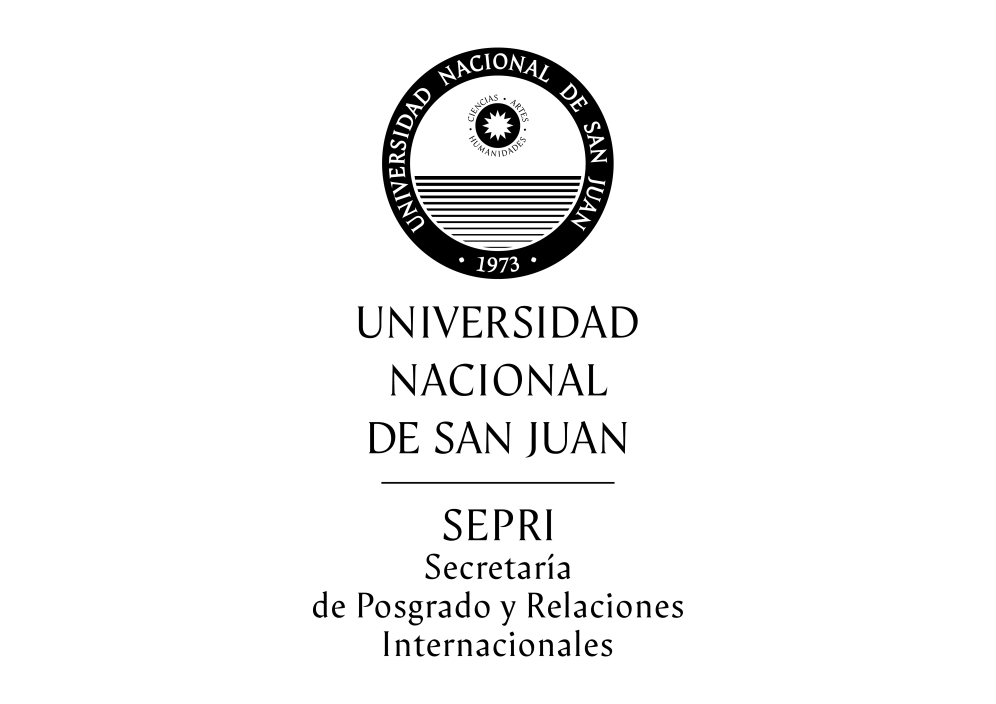 UNIVERSIDAD NACIONAL DE SAN JUAN
CIENCIAS • ARTES
• HUMANIDADES •
• 1973 •
UNIVERSIDAD
NACIONAL
DE SAN JUAN
SEPRI
Secretaría
de Posgrado y Relaciones
Internacionales